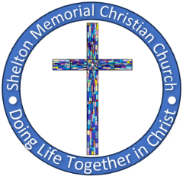 Shelton Memorial Christian Church
Doing Life Together in Christ